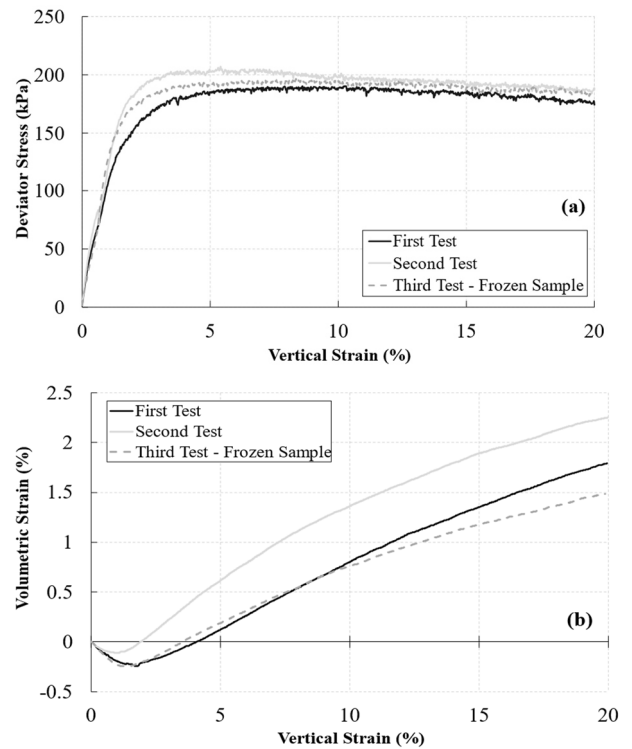 250
200
150
100
50
0
Deviator Stress (kPa)
(a)
First Test
Second Test
Third Test - Frozen Sample
0 5 10 15 20
Vertical Strain (%)
2.5
2
1.5
1
0.5
0
-0.5
Volumetric Strain (%)
First Test
Second Test
Third Test - Frozen Sample
(b)
0 5 10 15 20
Vertical Strain (%)